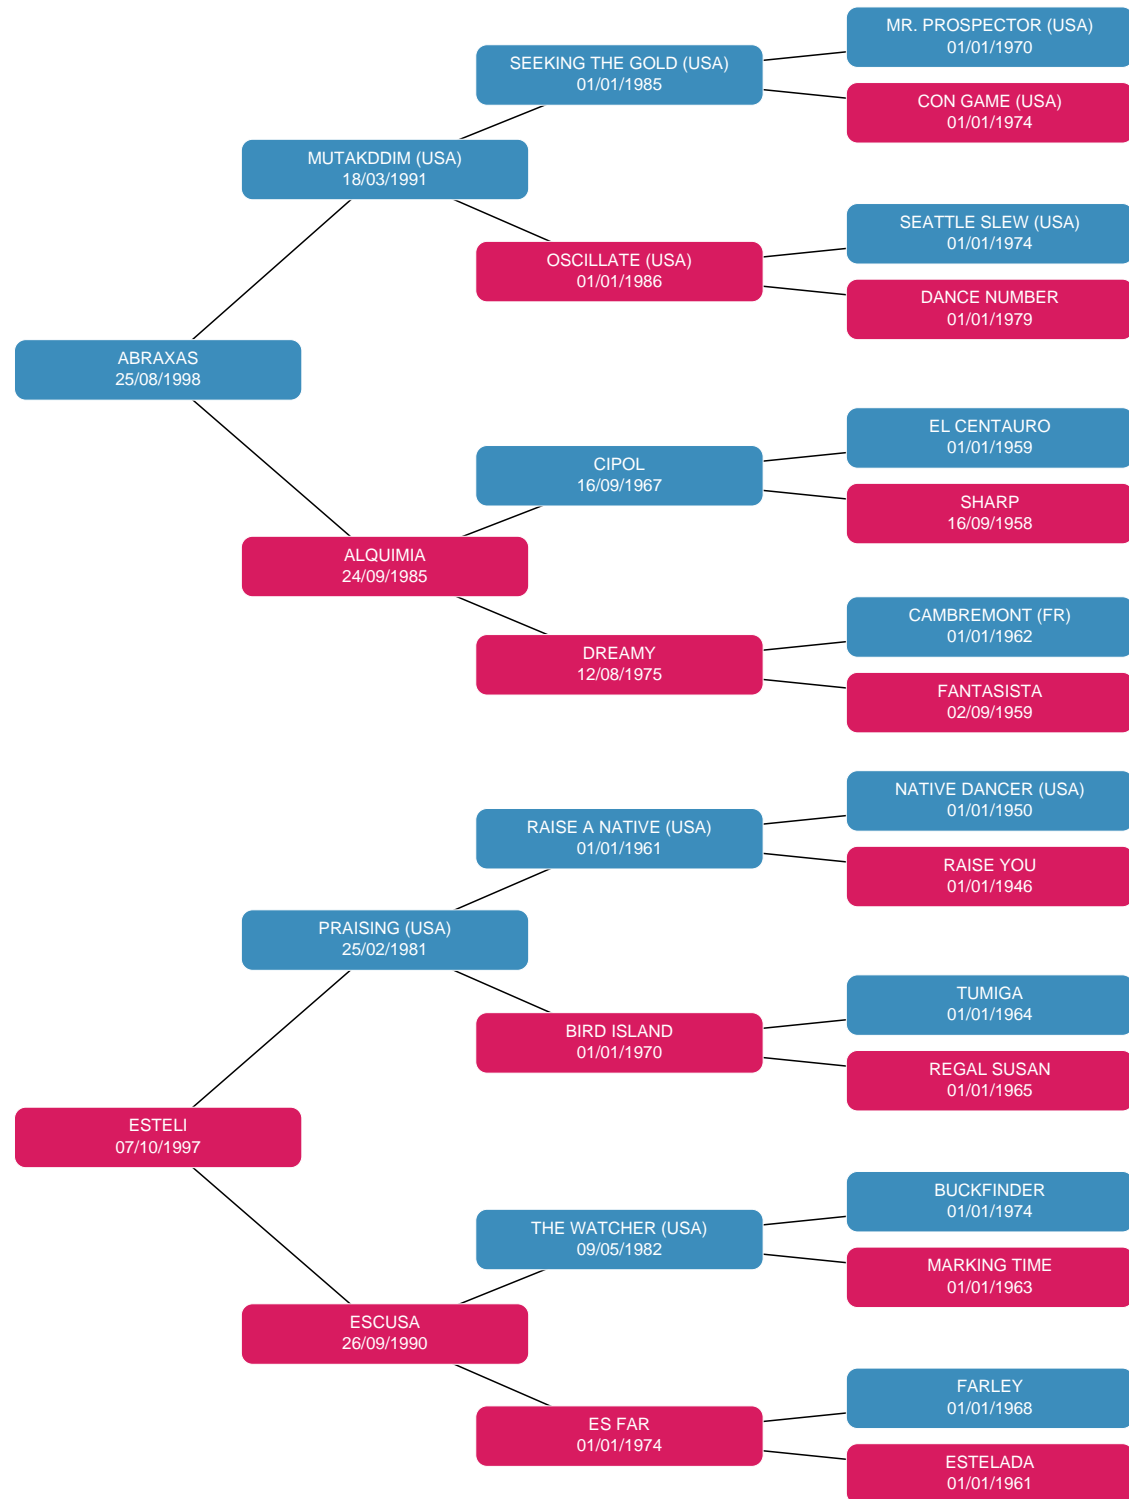 MR. PROSPECTOR (USA)
01/01/1970
SEEKING THE GOLD (USA)
01/01/1985
CON GAME (USA)
01/01/1974
MUTAKDDIM (USA)
18/03/1991
SEATTLE SLEW (USA)
01/01/1974
OSCILLATE (USA)
01/01/1986
DANCE NUMBER
01/01/1979
ABRAXAS
25/08/1998
EL CENTAURO
01/01/1959
CIPOL
16/09/1967
SHARP
16/09/1958
ALQUIMIA
24/09/1985
CAMBREMONT (FR)
01/01/1962
DREAMY
12/08/1975
FANTASISTA
02/09/1959
NATIVE DANCER (USA)
01/01/1950
RAISE A NATIVE (USA)
01/01/1961
RAISE YOU
01/01/1946
PRAISING (USA)
25/02/1981
TUMIGA
01/01/1964
BIRD ISLAND
01/01/1970
REGAL SUSAN
01/01/1965
ESTELI
07/10/1997
BUCKFINDER
01/01/1974
THE WATCHER (USA)
09/05/1982
MARKING TIME
01/01/1963
ESCUSA
26/09/1990
FARLEY
01/01/1968
ES FAR
01/01/1974
ESTELADA
01/01/1961